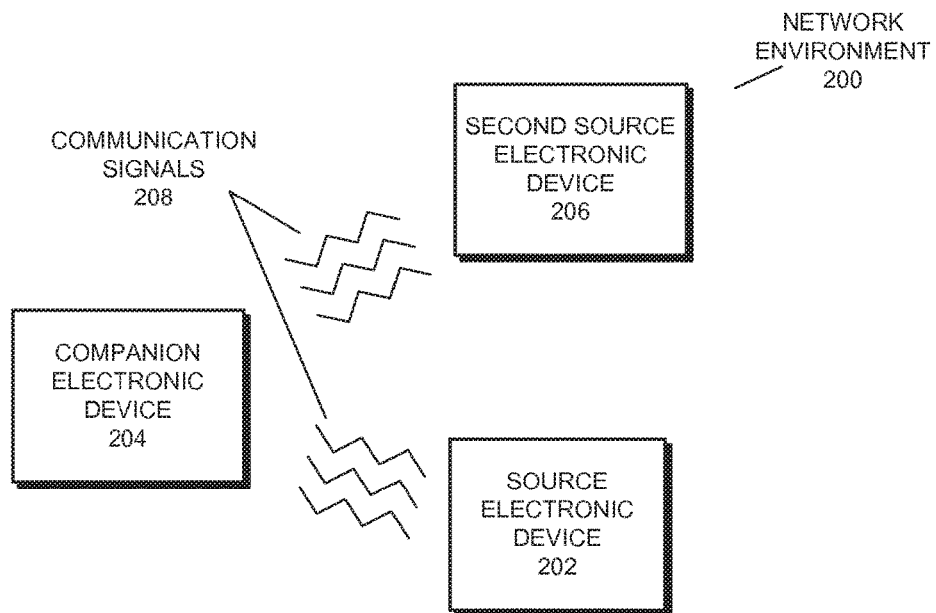 NETWORK
ENVIRONMENT
200
SECOND SOURCE
ELECTRONIC
DEVICE
206
COMMUNICATION
SIGNALS
208
COMPANION
ELECTRONIC
DEVICE
204
SOURCE
ELECTRONIC
DEVICE
202